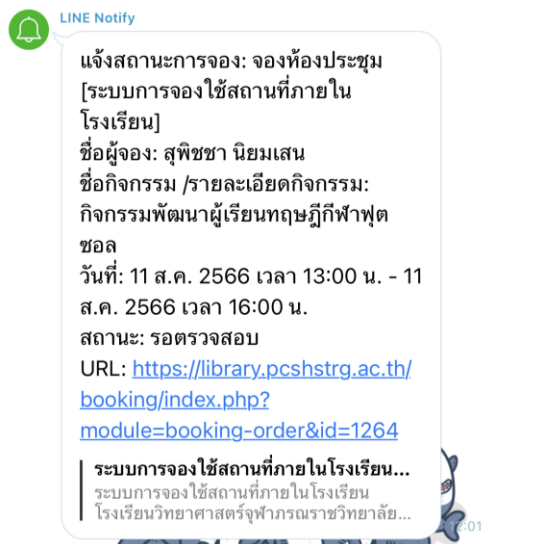 LINE Notify
แจ้งสถานะการจอง: จองห้องประชุม
[ระบบการจองใช้สถานที่ภายใน
โรงเรียน]
ชื่อผู้จอง: สุพิชชา นิยมเสน
ชื่อกิจกรรม /รายละเอียดกิจกรรม:
กิจกรรมพัฒนาผู้เรียนทฤษฎีกีฬาฟุต
ซอล
วันที่: 11 ส.ค. 2566 เวลา 13:00 น. - 11
ส.ค. 2566 เวลา 16:00 น.
สถานะ: รอตรวจสอบ
URL: https://library.pcshstrg.ac.th/
booking/index.php?
module=booking-order&id=1264
ระบบการจองใช้สถานที่ภายในโรงเรียน...
ระบบการจองใช้สถานที่ภายในโรงเรียน
โรงเรียนวิทยาศาสตร์จุฬาภรณราชวิทยาลัย...